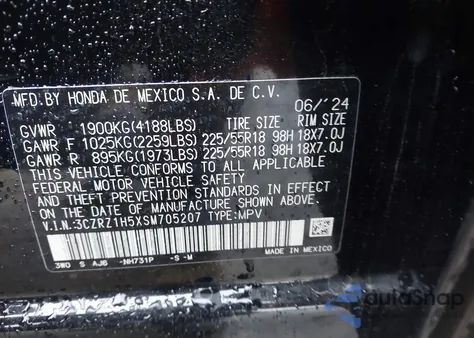 MFD.BY HONDA DE MEXICO S.A. DE C.V.
06/'24
GVWR 1900KG(4188LBS) TIRE SIZE RIM SIZE
GAWR F 1025KG(2259LBS) 225/55R18 98H 18X7.0J
GAWR R 895KG(1973LBS) 225/55R18 98H 18X7.0J
THIS VEHICLE CONFORMS TO ALL APPLICABLE
FEDERAL MOTOR VEHICLE SAFETY
AND THEFT PREVENTION STANDARDS IN EFFECT
ON THE DATE OF MANUFACTURE SHOWN ABOVE.
V.I.N.3CZRZ1H5XSM705207 TYPE:MPV
MADE IN MEXICO
3W0 S AJ6 -NH731P -S-M
autoSnap